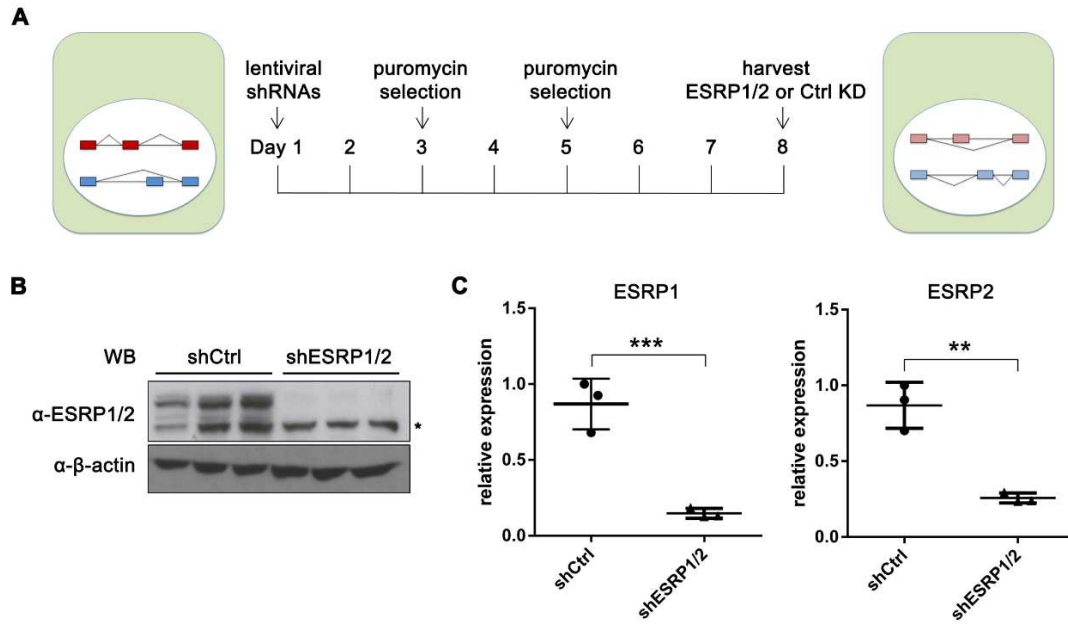 A
lentiviral
shRNAs
puromycin
selection
puromycin
selection
harvest
ESRP1/2 or Ctrl KD
Day 1 2 3 4 5 6 7 8
B
WB shCtrl shESRP1/2
α-ESRP1/2
*
α-β-actin
C
ESRP1
relative expression
1.5
1.0
0.5
0.0
***
shCtrl
shESRP1/2
ESRP2
relative expression
1.5
1.0
0.5
0.0
**
shCtrl
shESRP1/2